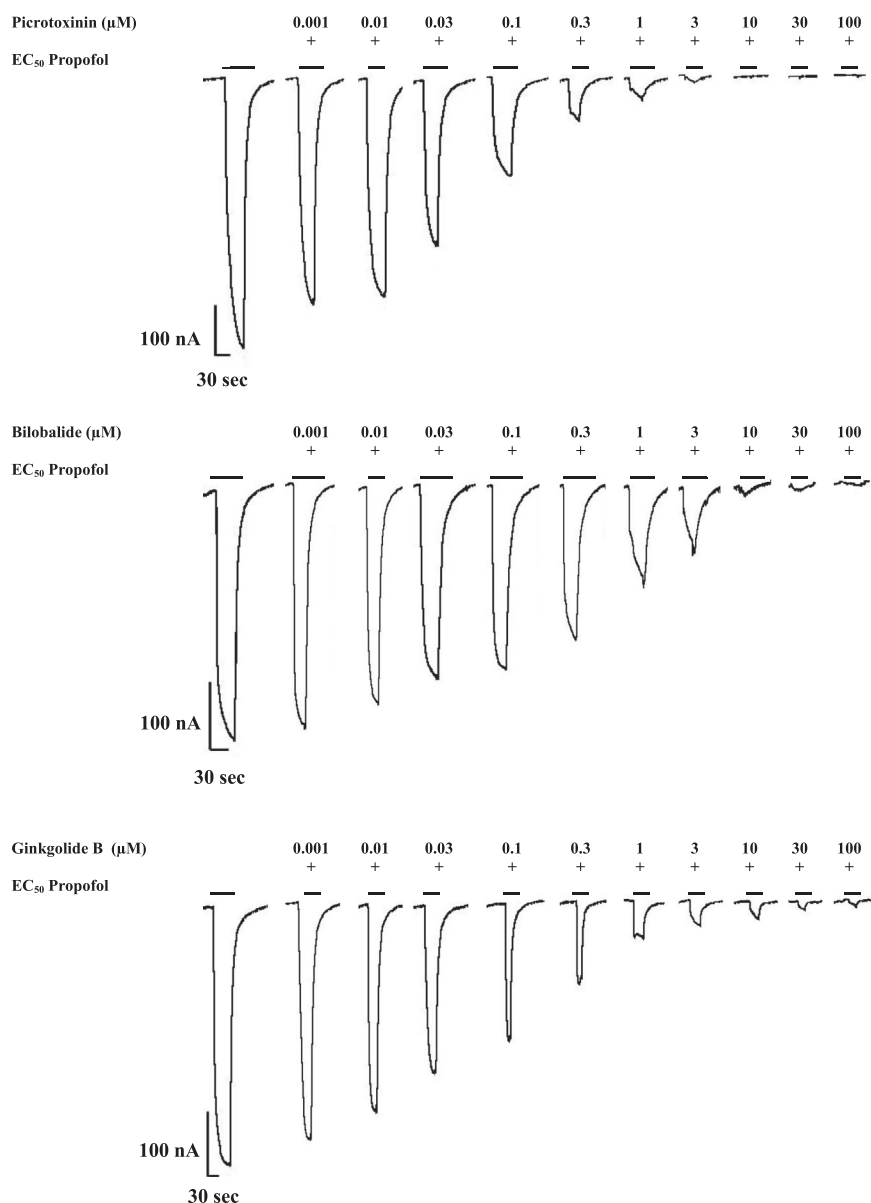 Picrotoxinin (µM) 0.001 0.01 0.03 0.1 0.3 1 3 10 30 100
+ + + + + + + + + +
EC₅₀ Propofol
100 nA
30 sec
Bilobalide (µM) 0.001 0.01 0.03 0.1 0.3 1 3 10 30 100
+ + + + + + + + + +
EC₅₀ Propofol
100 nA
30 sec
Ginkgolide B (µM) 0.001 0.01 0.03 0.1 0.3 1 3 10 30 100
+ + + + + + + + + +
EC₅₀ Propofol
100 nA
30 sec